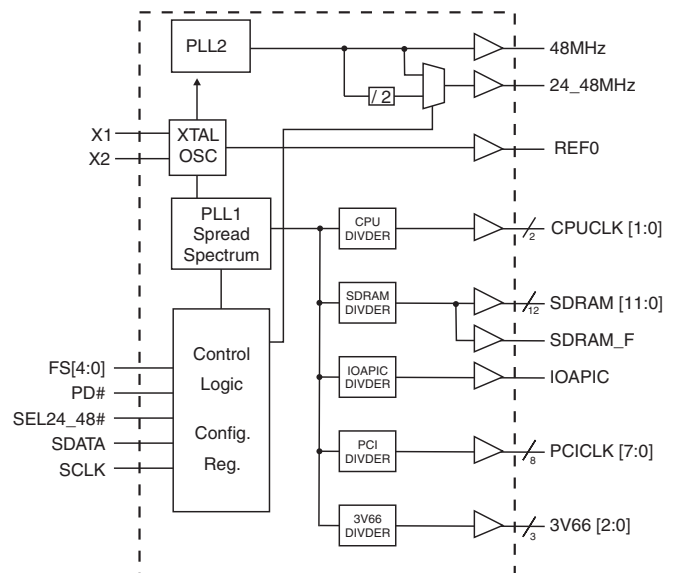 PLL2
48MHz
/ 2
24_48MHz
X1
X2
XTAL
OSC
REF0
PLL1
Spread
Spectrum
CPU
DIVDER
2
CPUCLK [1:0]
SDRAM
DIVDER
12
SDRAM [11:0]
SDRAM_F
Control
Logic
Config.
Reg.
FS[4:0]
PD#
SEL24_48#
SDATA
SCLK
IOAPIC
DIVDER
IOAPIC
PCI
DIVDER
8
PCICLK [7:0]
3V66
DIVDER
3
3V66 [2:0]